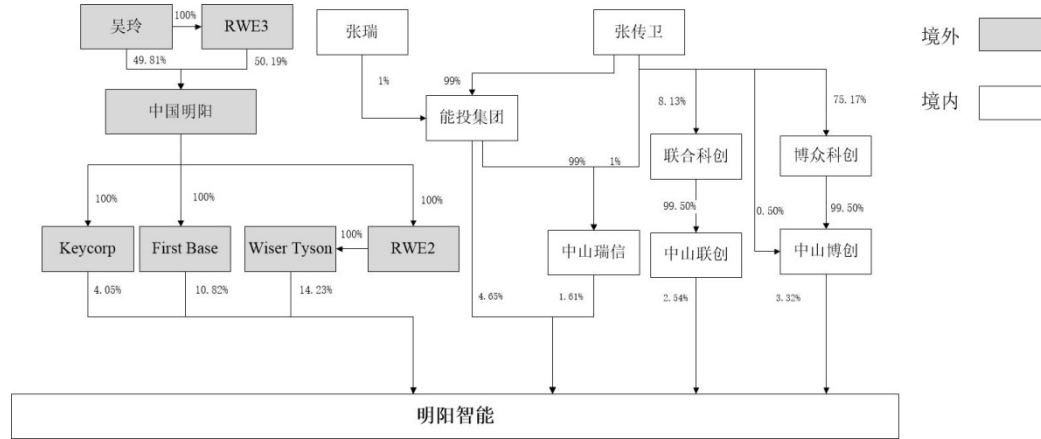 吴玲
100%
RWE3
张瑞
张传卫
境外
49.81%
50.19%
1%
99%
8.13%
75.17%
境内
中国明阳
能投集团
联合科创
博众科创
99%
1%
100%
100%
100%
99.50%
0.50%
99.50%
Keycorp
First Base
Wiser Tyson
100%
RWE2
中山瑞信
中山联创
中山博创
4.05%
10.82%
14.23%
4.65%
1.61%
2.54%
3.32%
明阳智能